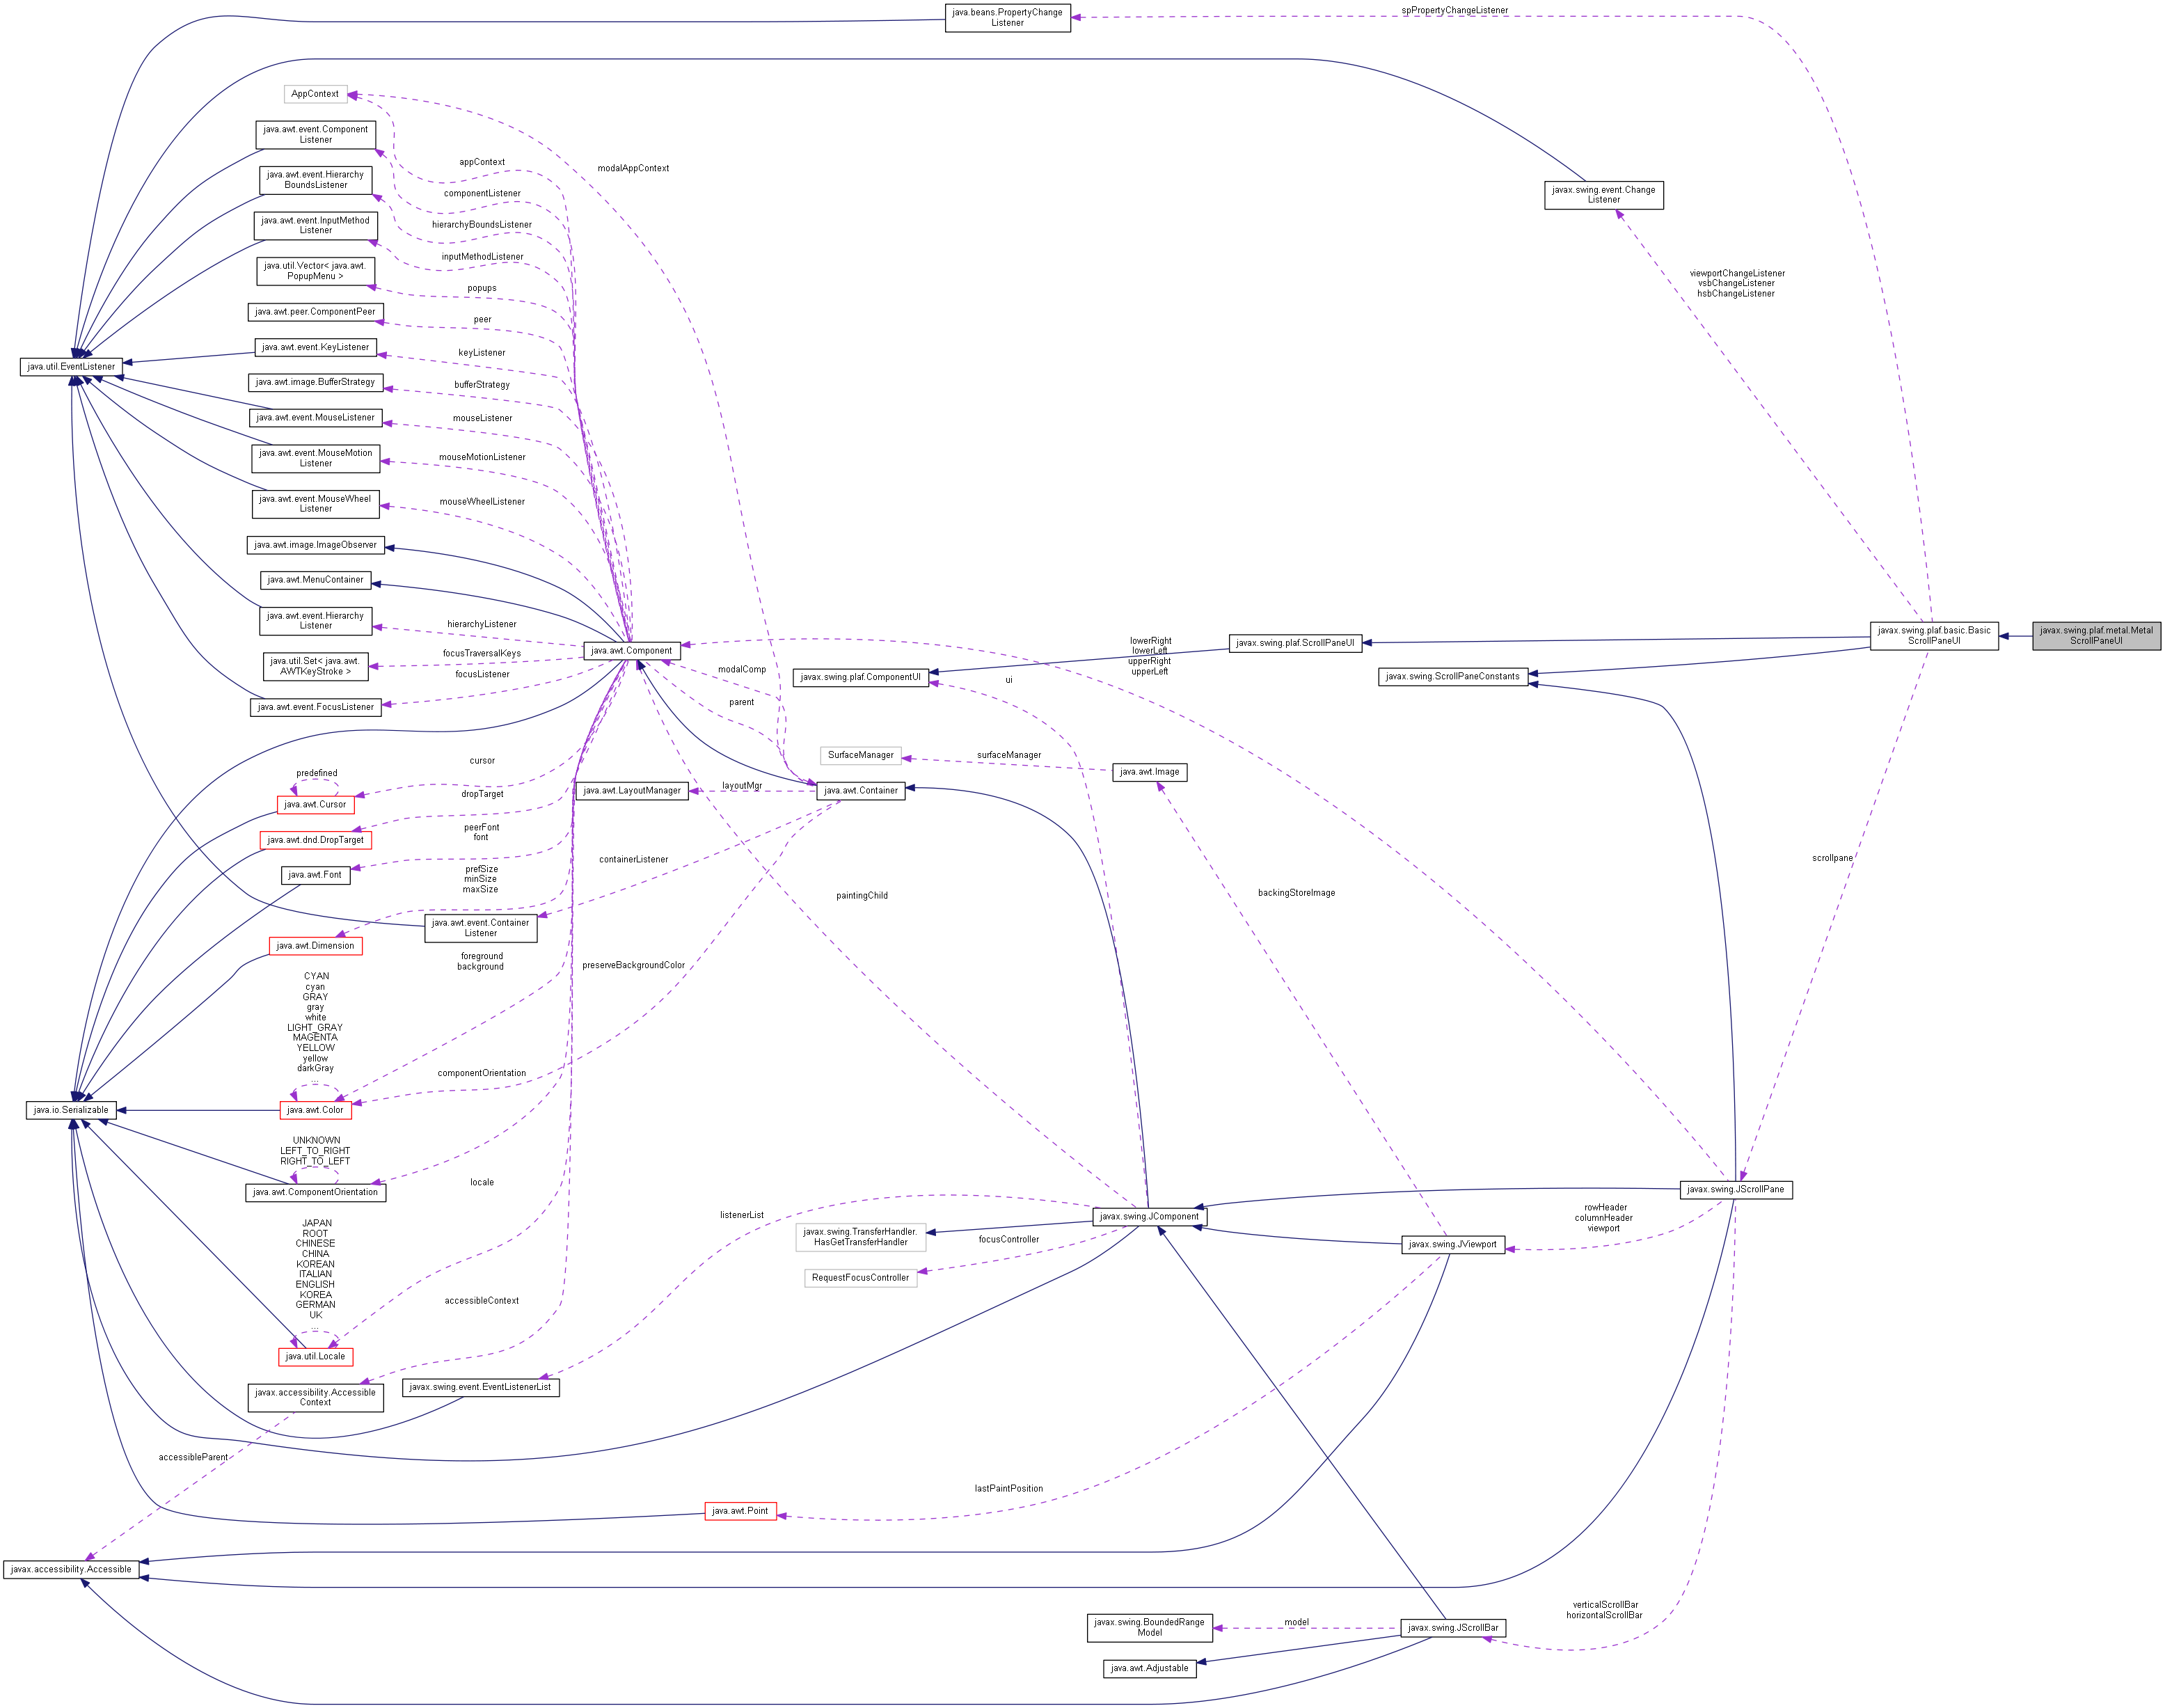 java.beans.PropertyChange
Listener
spPropertyChangeListener
AppContext
java.awt.event.Component
Listener
appContext
modalAppContext
java.awt.event.Hierarchy
BoundsListener
componentListener
javax.swing.event.Change
Listener
java.awt.event.InputMethod
Listener
hierarchyBoundsListener
java.util.Vector< java.awt.
PopupMenu >
inputMethodListener
viewportChangeListener
vsbChangeListener
hsbChangeListener
popups
java.awt.peer.ComponentPeer
peer
java.awt.event.KeyListener
keyListener
java.util.EventListener
java.awt.image.BufferStrategy
bufferStrategy
java.awt.event.MouseListener
mouseListener
java.awt.event.MouseMotion
Listener
mouseMotionListener
java.awt.event.MouseWheel
Listener
mouseWheelListener
java.awt.image.ImageObserver
java.awt.MenuContainer
java.awt.event.Hierarchy
Listener
hierarchyListener
java.util.Set< java.awt.
AWTKeyStroke >
focusTraversalKeys
focusListener
java.awt.event.FocusListener
java.awt.Component
modalComp
parent
javax.swing.plaf.ComponentUI
ui
lowerRight
lowerLeft
upperRight
upperLeft
javax.swing.plaf.ScrollPaneUI
javax.swing.ScrollPaneConstants
javax.swing.plaf.basic.Basic
ScrollPaneUI
javax.swing.plaf.metal.Metal
ScrollPaneUI
SurfaceManager
surfaceManager
java.awt.Image
cursor
predefined
java.awt.Cursor
dropTarget
java.awt.LayoutManager
layoutMgr
java.awt.Container
java.awt.dnd.DropTarget
peerFont
font
java.awt.Font
containerListener
scrollpane
prefSize
minSize
maxSize
paintingChild
backingStoreImage
java.awt.event.Container
Listener
java.awt.Dimension
foreground
background
preserveBackgroundColor
CYAN
cyan
GRAY
gray
white
LIGHT_GRAY
MAGENTA
YELLOW
yellow
darkGray
...
componentOrientation
java.io.Serializable
java.awt.Color
UNKNOWN
LEFT_TO_RIGHT
RIGHT_TO_LEFT
java.awt.ComponentOrientation
locale
javax.swing.JScrollPane
listenerList
javax.swing.JComponent
rowHeader
columnHeader
viewport
javax.swing.TransferHandler.
HasGetTransferHandler
focusController
javax.swing.JViewport
RequestFocusController
JAPAN
ROOT
CHINESE
CHINA
KOREAN
ITALIAN
ENGLISH
KOREA
GERMAN
UK
...
accessibleContext
java.util.Locale
javax.accessibility.Accessible
Context
javax.swing.event.EventListenerList
accessibleParent
lastPaintPosition
java.awt.Point
javax.accessibility.Accessible
verticalScrollBar
horizontalScrollBar
javax.swing.BoundedRange
Model
model
javax.swing.JScrollBar
java.awt.Adjustable